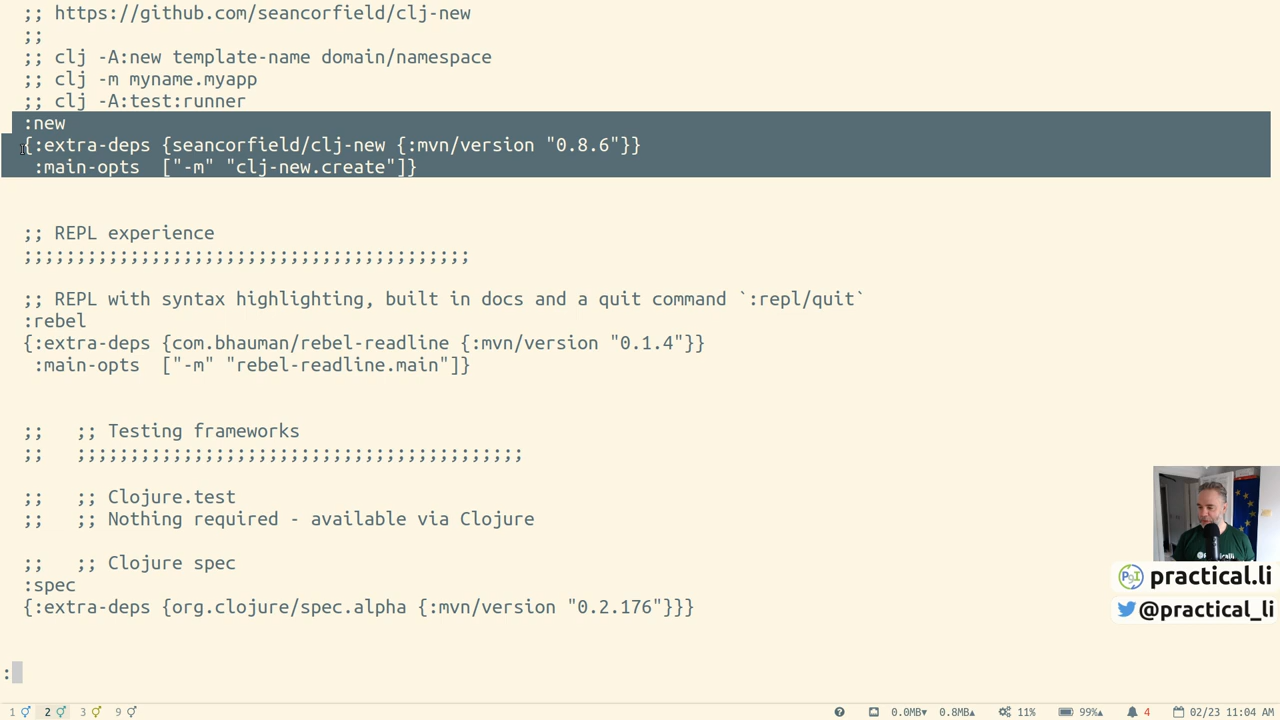 ;; https://github.com/seancorfield/clj-new
;;
;; clj -A:new template-name domain/namespace
;; clj -m myname.myapp
;; clj -A:test:runner
:new
{:extra-deps {seancorfield/clj-new {:mvn/version "0.8.6"}}
:main-opts ["-m" "clj-new.create"]}
;; REPL experience
;;;;;;;;;;;;;;;;;;;;;;;;;;;;;;;;;;;;;;;;;;
;; REPL with syntax highlighting, built in docs and a quit command `:repl/quit`
:rebel
{:extra-deps {com.bhauman/rebel-readline {:mvn/version "0.1.4"}}
:main-opts ["-m" "rebel-readline.main"]}
;; ;; Testing frameworks
;; ;;;;;;;;;;;;;;;;;;;;;;;;;;;;;;;;;;;;;;;;;;
;; ;; Clojure.test
;; ;; Nothing required - available via Clojure
;; ;; Clojure spec
:spec
{:extra-deps {org.clojure/spec.alpha {:mvn/version "0.2.176"}}}
practical.li
@practical_li
:
1 2 3 9 0.0MB▾ 0.8MB▴ 11% 99%▴ 4 02/23 11:04 AM